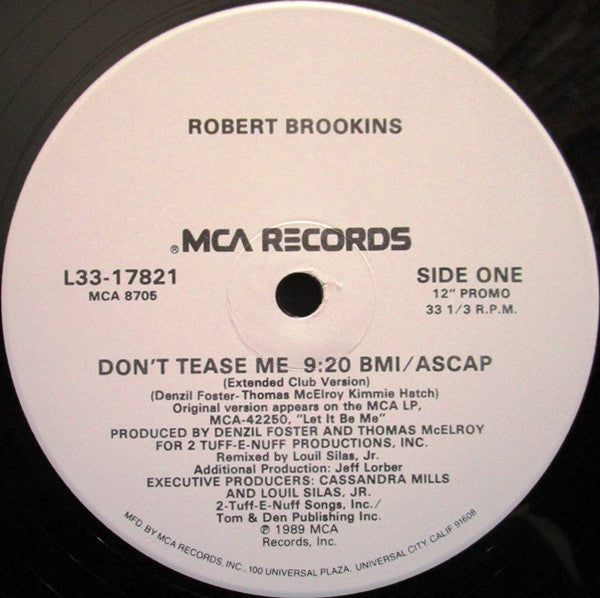 ROBERT BROOKINS
® MCA RECORDS
L33-17821
MCA 8705
SIDE ONE
12" PROMO
33 1/3 R.P.M.
DON'T TEASE ME 9:20 BMI/ASCAP
(Extended Club Version)
(Denzil Foster-Thomas McElroy Kimmie Hatch)
Original version appears on the MCA LP,
MCA-42250, "Let It Be Me"
PRODUCED BY DENZIL FOSTER AND THOMAS McELROY
FOR 2 TUFF-E-NUFF PRODUCTIONS, INC.
Remixed by Louil Silas, Jr.
Additional Production: Jeff Lorber
EXECUTIVE PRODUCERS: CASSANDRA MILLS
AND LOUIL SILAS, JR.
2-Tuff-E-Nuff Songs, Inc./
Tom & Den Publishing Inc.
℗ 1989 MCA
Records, Inc.
MFD. BY MCA RECORDS, INC., 100 UNIVERSAL PLAZA, UNIVERSAL CITY, CALIF. 91608